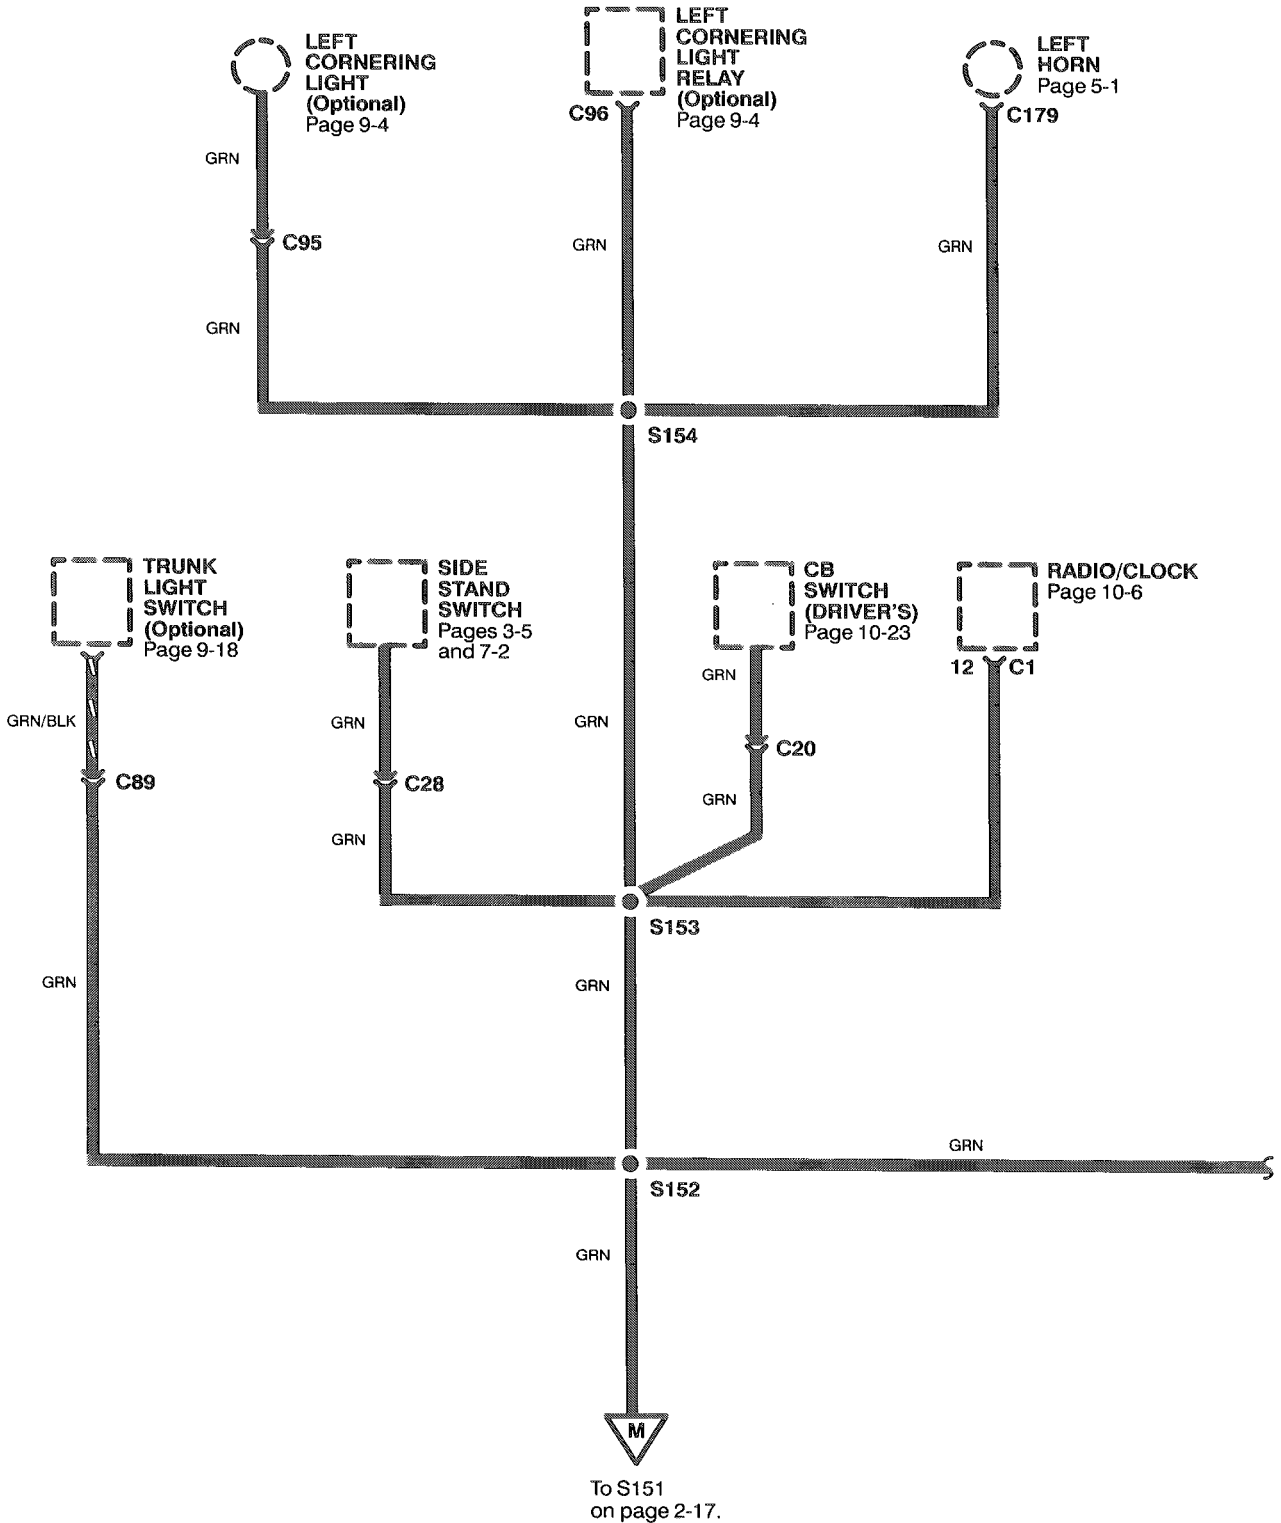 LEFT
CORNERING
LIGHT
(Optional)
Page 9-4
LEFT
CORNERING
LIGHT
RELAY
(Optional)
Page 9-4
C96
LEFT
HORN
Page 5-1
C179
GRN
C95
GRN
GRN
GRN
S154
TRUNK
LIGHT
SWITCH
(Optional)
Page 9-18
SIDE
STAND
SWITCH
Pages 3-5
and 7-2
CB
SWITCH
(DRIVER'S)
Page 10-23
RADIO/CLOCK
Page 10-6
12 C1
GRN/BLK
C89
GRN
C28
GRN
GRN
GRN
C20
GRN
S153
GRN
GRN
GRN
S152
GRN
M
To S151
on page 2-17.